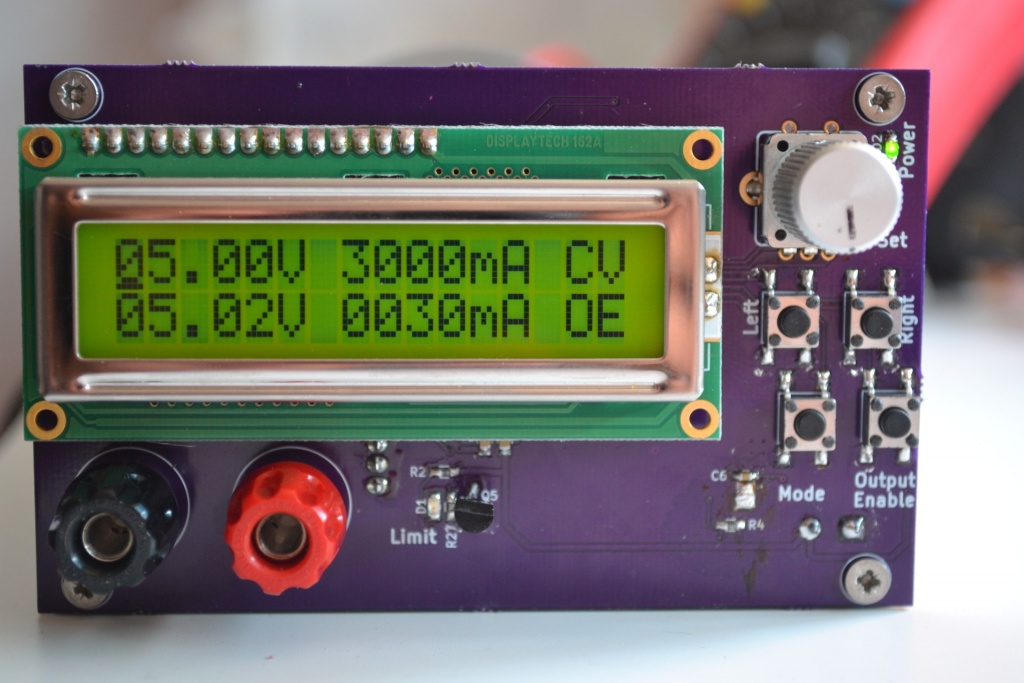 DISPLAYTECH 162A
05.00V 3000mA CV
05.02V 0030mA OE
Power
Set
Left
Right
Mode
Output
Enable
C6
R4
Q5
D1
R27
Limit